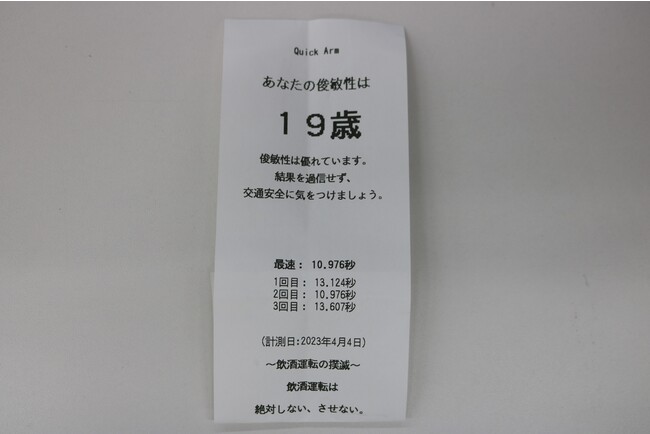 Quick Arm
あなたの俊敏性は
19歳
俊敏性は優れています。
結果を過信せず、
交通安全に気をつけましょう。
最速： 10.976秒
1回目： 13.124秒
2回目： 10.976秒
3回目： 13.607秒
(計測日:2023年4月4日)
～飲酒運転の撲滅～
飲酒運転は
絶対しない、させない。